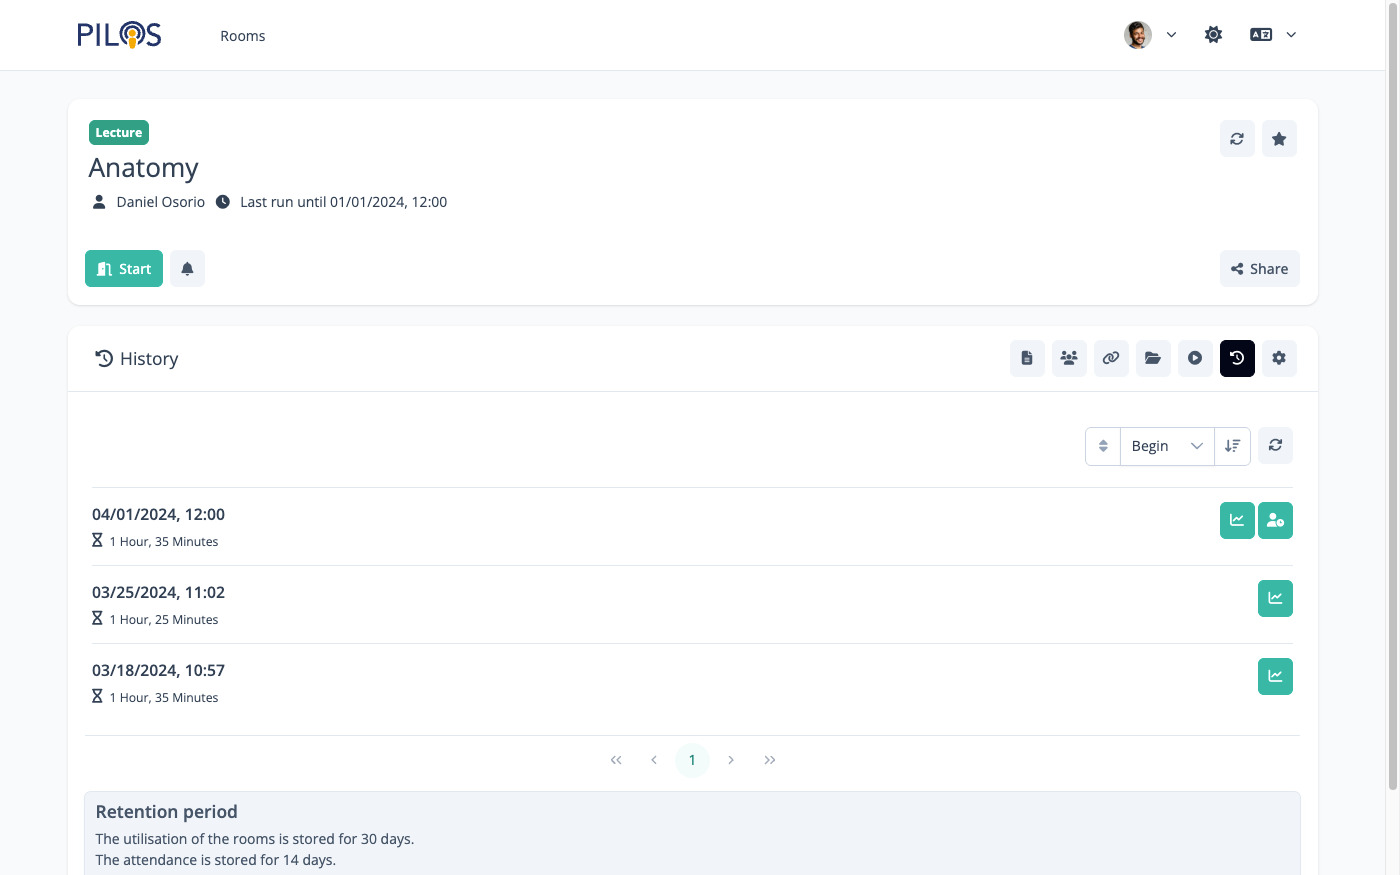 PILOS
Rooms
Lecture
Anatomy
Daniel Osorio Last run until 01/01/2024, 12:00
Start
Share
History
Begin
04/01/2024, 12:00
1 Hour, 35 Minutes
03/25/2024, 11:02
1 Hour, 25 Minutes
03/18/2024, 10:57
1 Hour, 35 Minutes
1
Retention period
The utilisation of the rooms is stored for 30 days.
The attendance is stored for 14 days.